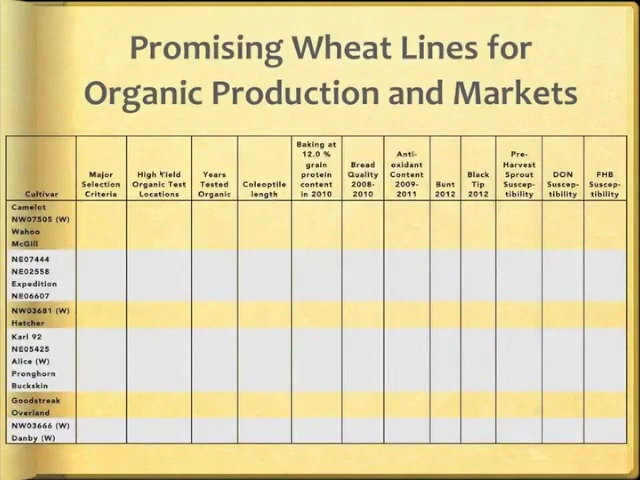 Promising Wheat Lines for
Organic Production and Markets
Cultivar
Major
Selection
Criteria
High Yield
Organic Test
Locations
Years
Tested
Organic
Coleoptile
length
Baking at
12.0 %
grain
protein
content
in 2010
Bread
Quality
2008-
2010
Anti-
oxidant
Content
2009-
2011
Bunt
2012
Black
Tip
2012
Pre-
Harvest
Sprout
Suscep-
tibility
DON
Suscep-
tibility
FHB
Suscep-
tibility
Camelot
NW07505 (W)
Wahoo
McGill
NE07444
NE02558
Expedition
NE06607
NW03681 (W)
Hatcher
Karl 92
NE05425
Alice (W)
Pronghorn
Buckskin
Goodstreak
Overland
NW03666 (W)
Danby (W)